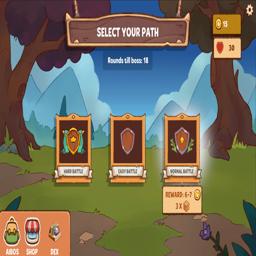 SELECT YOUR PATH
Rounds till boss: 18
15
30
HARD BATTLE
EASY BATTLE
NORMAL BATTLE
REWARD: 6-7
3 X
AIBOS
SHOP
DEX